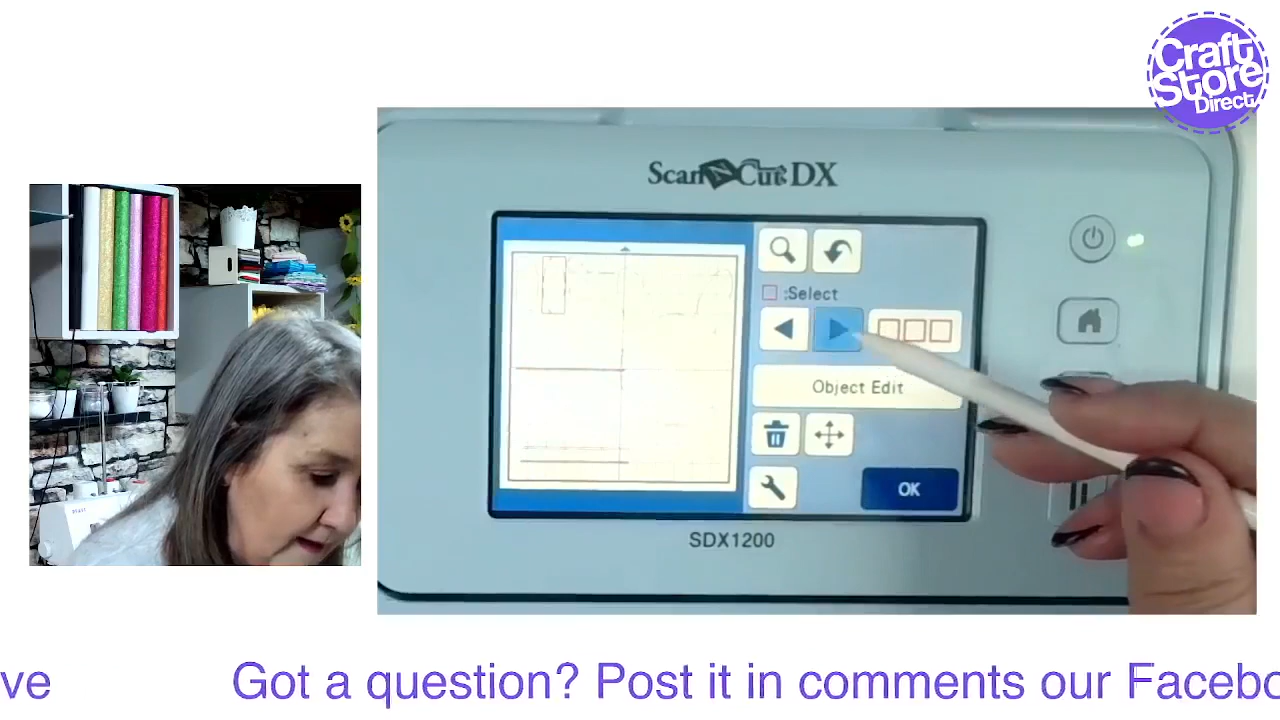 Craft
Store
Direct
ScanNCut DX
:Select
Object Edit
OK
SDX1200
ve Got a question? Post it in comments our Facebo